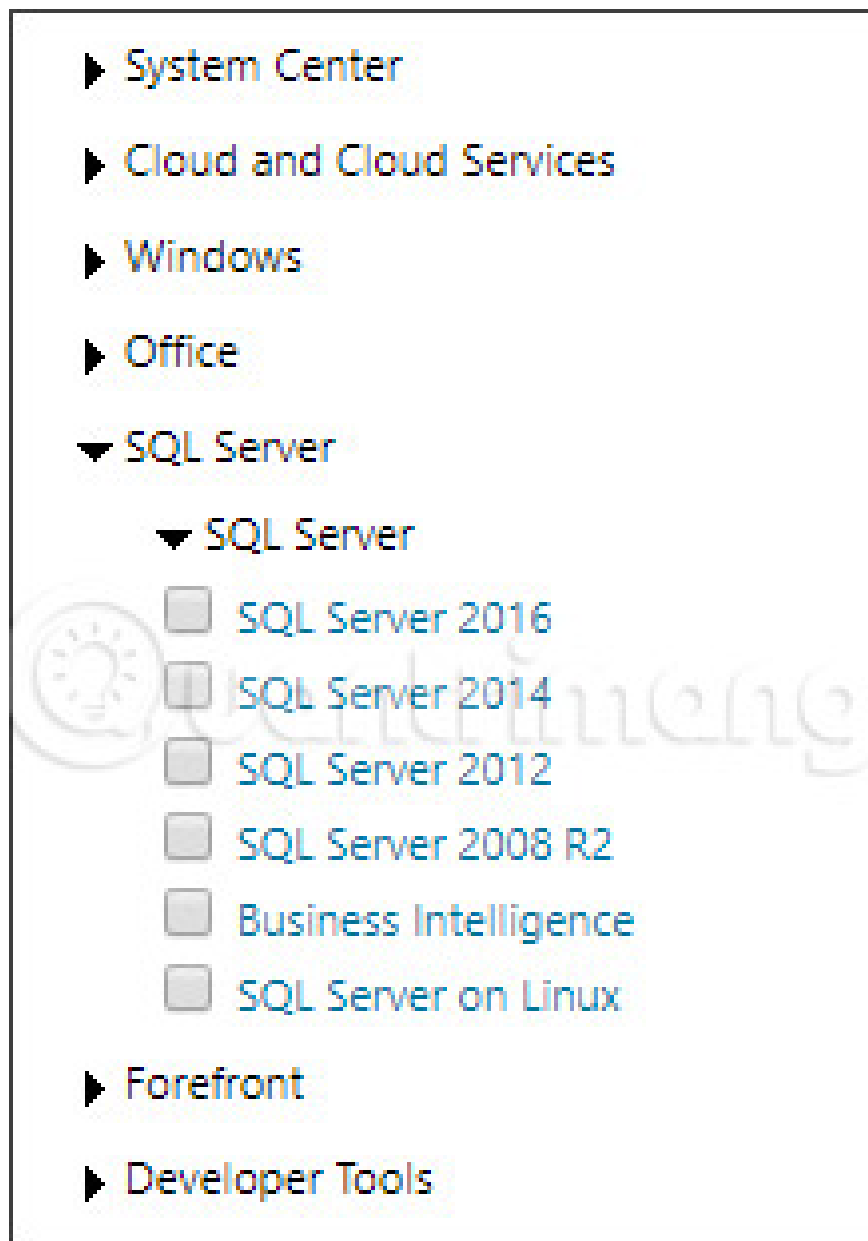 System Center
Cloud and Cloud Services
Windows
Office
SQL Server
SQL Server
SQL Server 2016
SQL Server 2014
SQL Server 2012
SQL Server 2008 R2
Business Intelligence
SQL Server on Linux
Forefront
Developer Tools
uantrimang